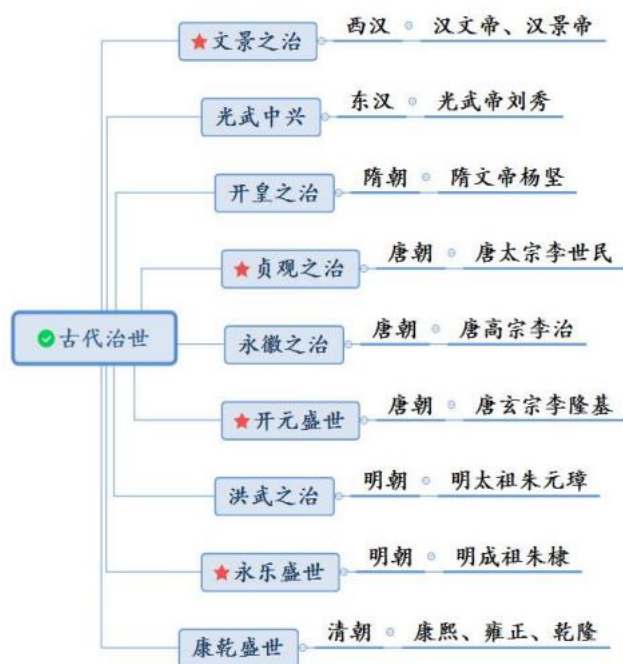 文景之治 西汉 汉文帝、汉景帝
光武中兴 东汉 光武帝刘秀
开皇之治 隋朝 隋文帝杨坚
贞观之治 唐朝 唐太宗李世民
古代治世
永徽之治 唐朝 唐高宗李治
开元盛世 唐朝 唐玄宗李隆基
洪武之治 明朝 明太祖朱元璋
永乐盛世 明朝 明成祖朱棣
康乾盛世 清朝 康熙、雍正、乾隆